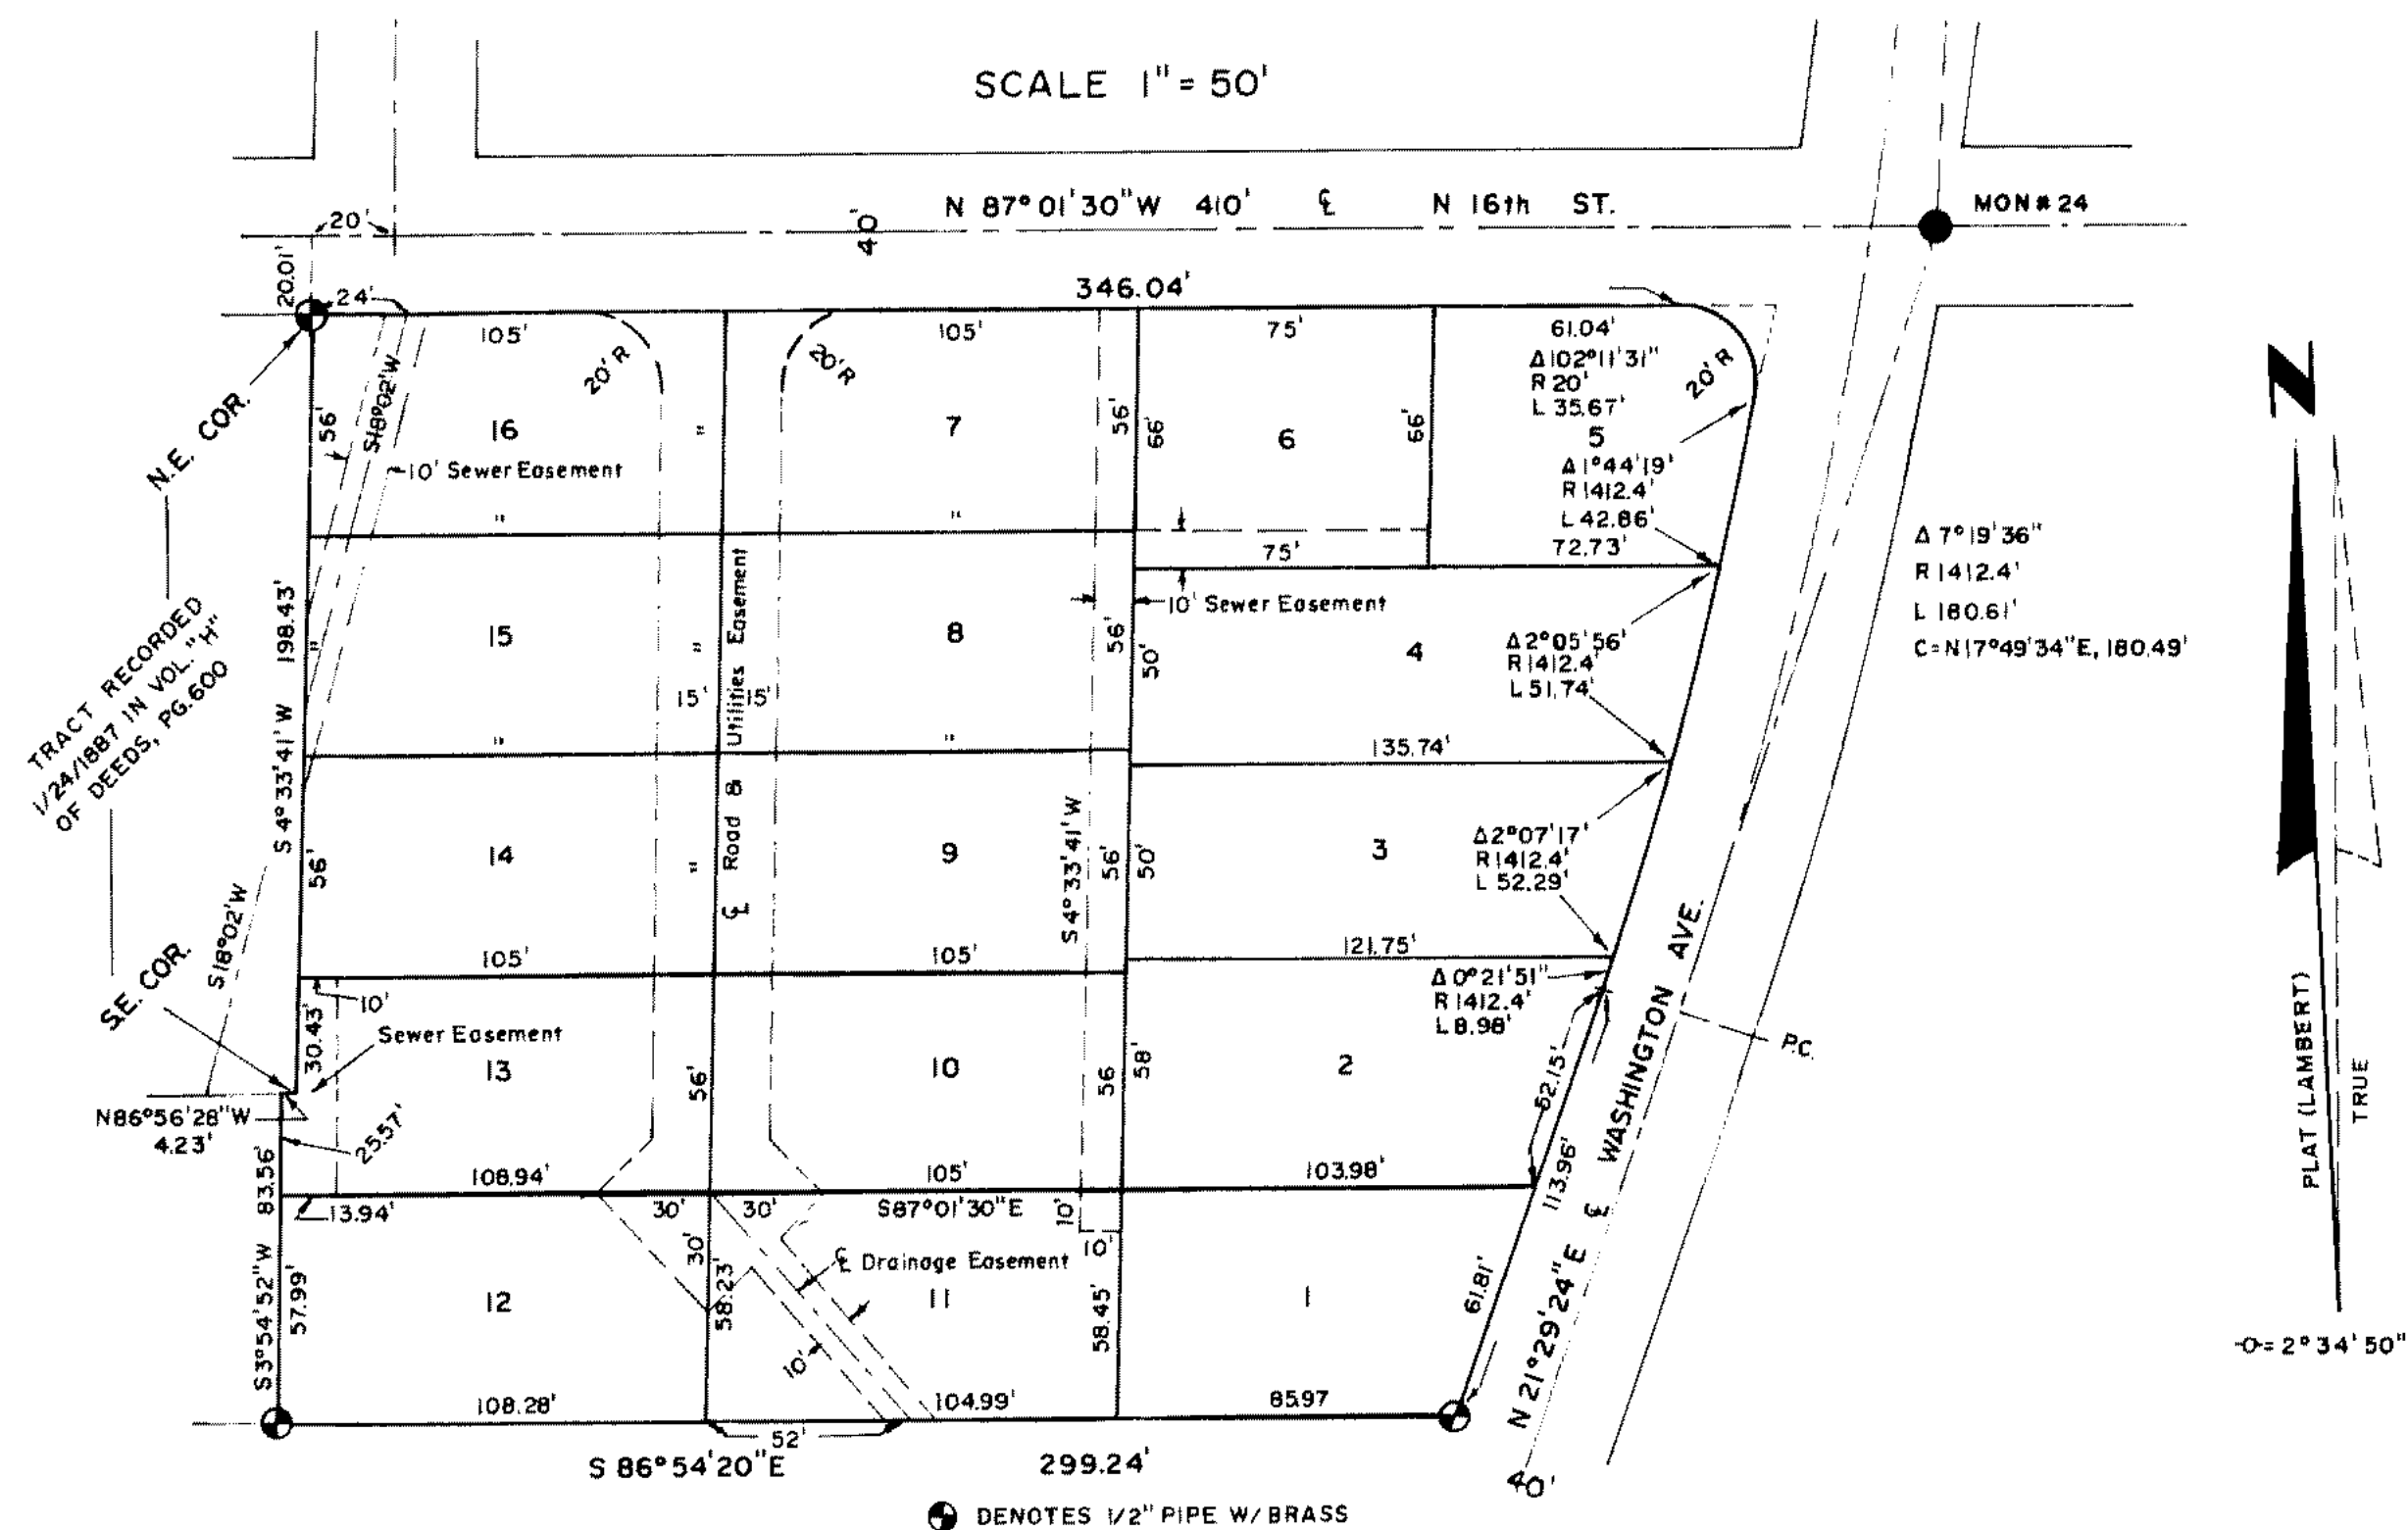 SCALE 1" = 50'
N 87° 01' 30" W 410' ℄ N 16th ST.
MON # 24
20'
40'
20.01'
24'
346.04'
105'
105'
75'
61.04'
Δ 102° 11' 31"
R 20'
L 35.67'
20' R
20' R
20' R
N.E. COR.
56'
S 18° 02' W
16
"
7
56'
66'
6
66'
5
10' Sewer Easement
Δ 1° 44' 19'
R 1412.4'
L 42.86'
"
"
75'
72.73'
Δ 7° 19' 36"
R 1412.4'
L 180.61'
C = N 17° 49' 34" E, 180.49'
10' Sewer Easement
TRACT RECORDED
1/24/1887 IN VOL. "H"
OF DEEDS, PG. 600
S 4° 33' 41' W 198.43'
"
15
"
15'
15'
℄ Road & Utilities Easement
8
56'
50'
4
Δ 2° 05' 56'
R 1412.4'
L 51.74'
"
"
135.74'
56'
14
"
9
S 4° 33' 41' W
56'
50'
3
Δ 2° 07' 17'
R 1412.4'
L 52.29'
S 18° 02' W
S.E. COR.
105'
105'
121.75'
10'
30.43'
Sewer Easement
Δ 0° 21' 51"
R 1412.4'
L 8.98'
P.C.
13
56'
10
56
58'
2
52.15'
N 86° 56' 28" W
4.23'
25.57'
108.94'
105'
103.98'
S 3° 54' 52" W 83.56'
13.94'
30'
30'
S 87° 01' 30" E
10'
10'
113.96'
57.99'
30'
58.23'
℄ Drainage Easement
12
11
1
58.45'
61.81'
10'
N 21° 29' 24" E ℄ WASHINGTON AVE.
108.28'
104.99'
85.97
52'
S 86° 54' 20" E
299.24'
40'
N
PLAT (LAMBERT)
TRUE
-O- = 2° 34' 50"
DENOTES 1/2" PIPE W/ BRASS